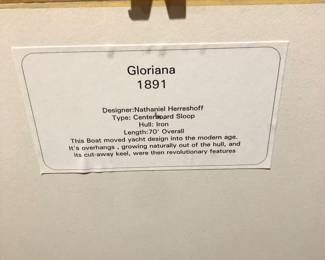 Gloriana
1891
Designer:Nathaniel Herreshoff
Type: Centerboard Sloop
Hull: Iron
Length:70' Overall
This Boat moved yacht design into the modern age.
It's overhangs , growing naturally out of the hull, and
its cut-away keel, were then revolutionary features